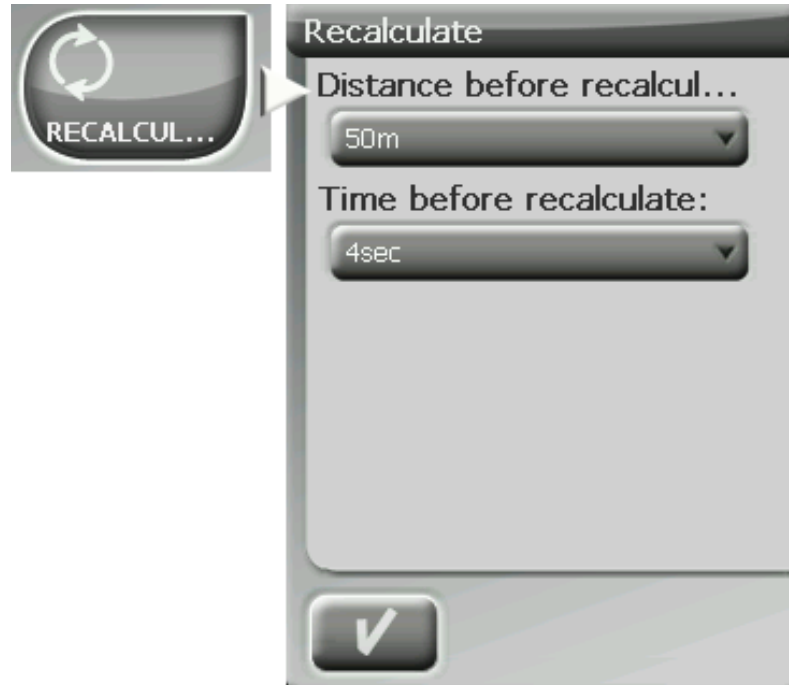 RECALCUL...
Recalculate
Distance before recalcul...
50m
Time before recalculate:
4sec